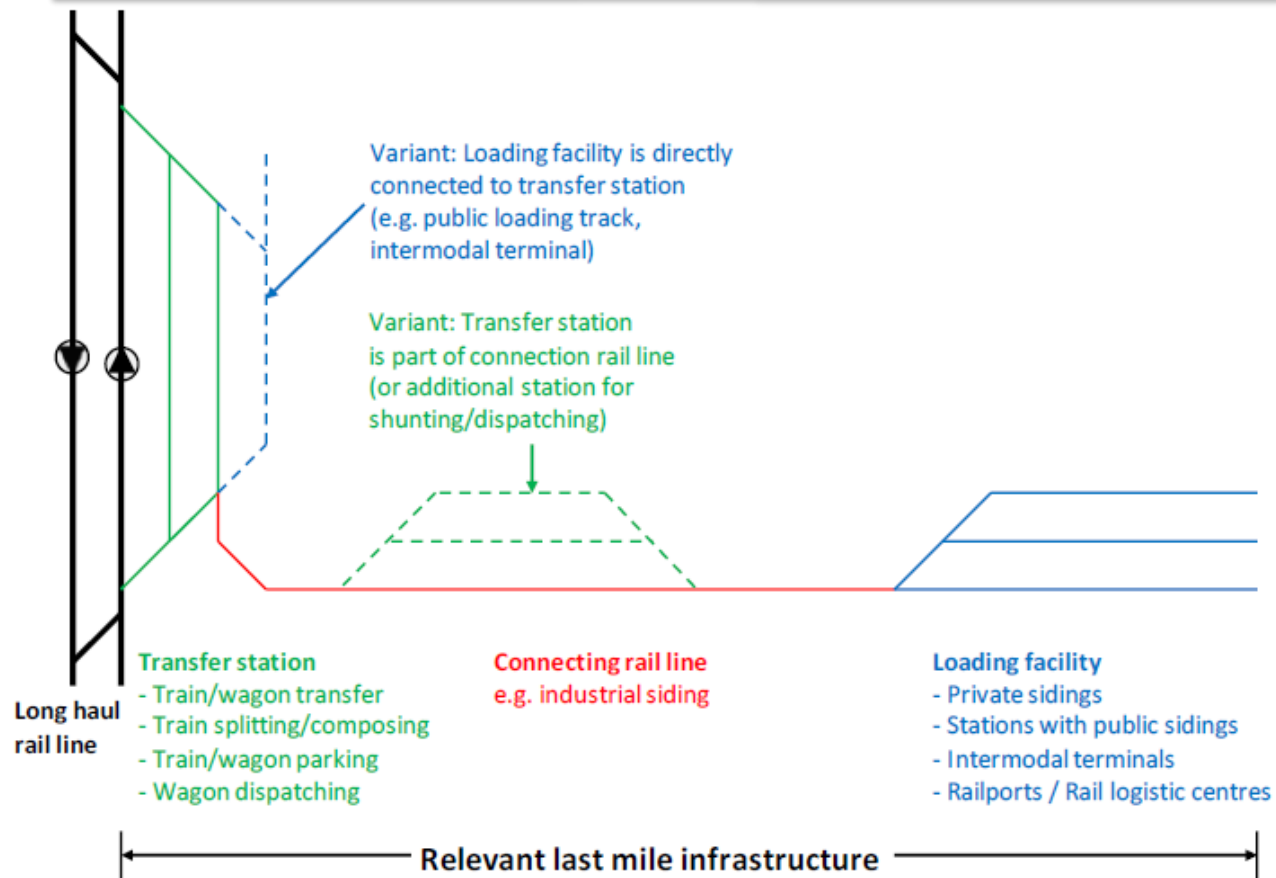 Variant: Loading facility is directly
connected to transfer station
(e.g. public loading track,
intermodal terminal)
Variant: Transfer station
is part of connection rail line
(or additional station for
shunting/dispatching)
Long haul
rail line
Transfer station
- Train/wagon transfer
- Train splitting/composing
- Train/wagon parking
- Wagon dispatching
Connecting rail line
e.g. industrial siding
Loading facility
- Private sidings
- Stations with public sidings
- Intermodal terminals
- Railports / Rail logistic centres
Relevant last mile infrastructure